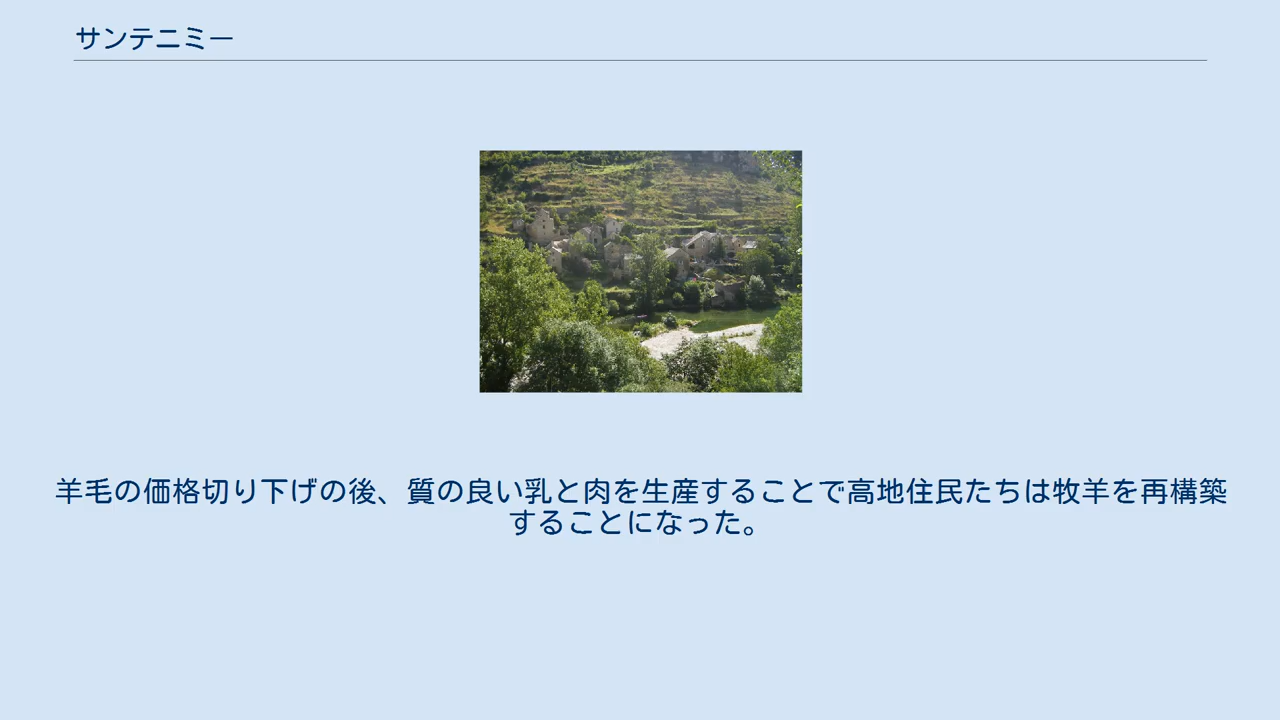 サンテニミー
羊毛の価格切り下げの後、質の良い乳と肉を生産することで高地住民たちは牧羊を再構築
することになった。